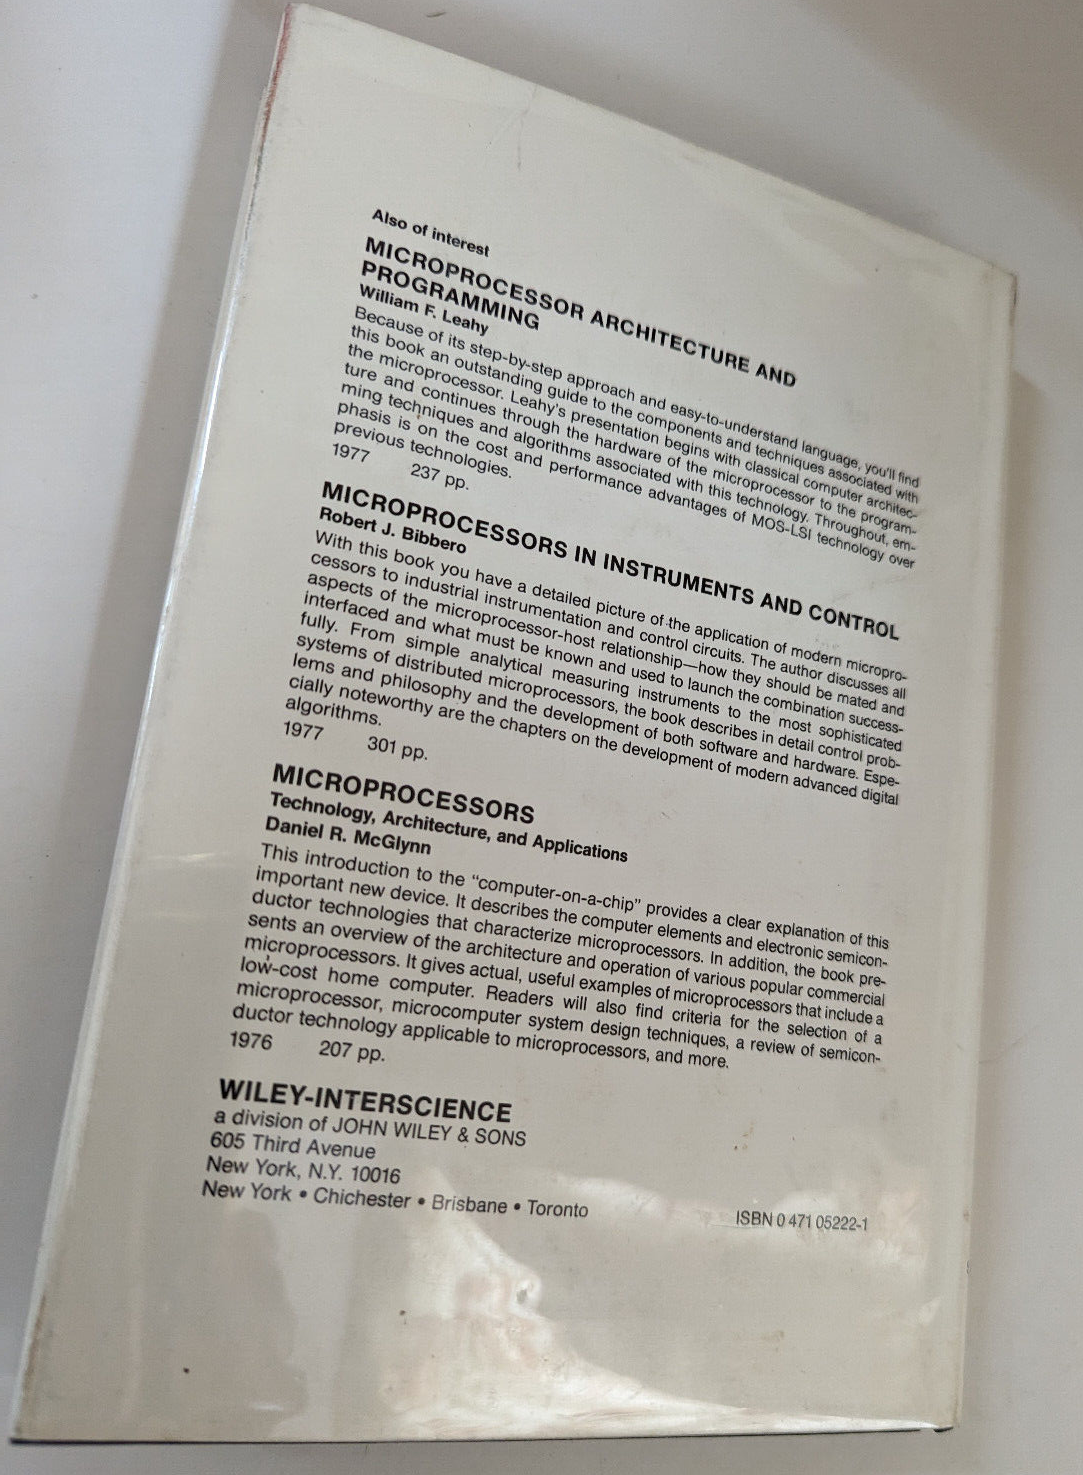 Also of interest
MICROPROCESSOR ARCHITECTURE AND
PROGRAMMING
William F. Leahy
Because of its step-by-step approach and easy-to-understand language, you'll find
this book an outstanding guide to the components and techniques associated with
the microprocessor. Leahy's presentation begins with classical computer architec-
ture and continues through the hardware of the microprocessor to the program-
ming techniques and algorithms associated with this technology. Throughout, em-
phasis is on the cost and performance advantages of MOS-LSI technology over
previous technologies.
1977 237 pp.
MICROPROCESSORS IN INSTRUMENTS AND CONTROL
Robert J. Bibbero
With this book you have a detailed picture of the application of modern micropro-
cessors to industrial instrumentation and control circuits. The author discusses all
aspects of the microprocessor-host relationship—how they should be mated and
interfaced and what must be known and used to launch the combination success-
fully. From simple analytical measuring instruments to the most sophisticated
systems of distributed microprocessors, the book describes in detail control prob-
lems and philosophy and the development of both software and hardware. Espe-
cially noteworthy are the chapters on the development of modern advanced digital
algorithms.
1977 301 pp.
MICROPROCESSORS
Technology, Architecture, and Applications
Daniel R. McGlynn
This introduction to the "computer-on-a-chip" provides a clear explanation of this
important new device. It describes the computer elements and electronic semicon-
ductor technologies that characterize microprocessors. In addition, the book pre-
sents an overview of the architecture and operation of various popular commercial
microprocessors. It gives actual, useful examples of microprocessors that include a
low-cost home computer. Readers will also find criteria for the selection of a
microprocessor, microcomputer system design techniques, a review of semicon-
ductor technology applicable to microprocessors, and more.
1976 207 pp.
WILEY-INTERSCIENCE
a division of JOHN WILEY & SONS
605 Third Avenue
New York, N.Y. 10016
New York • Chichester • Brisbane • Toronto
ISBN 0 471 05222-1